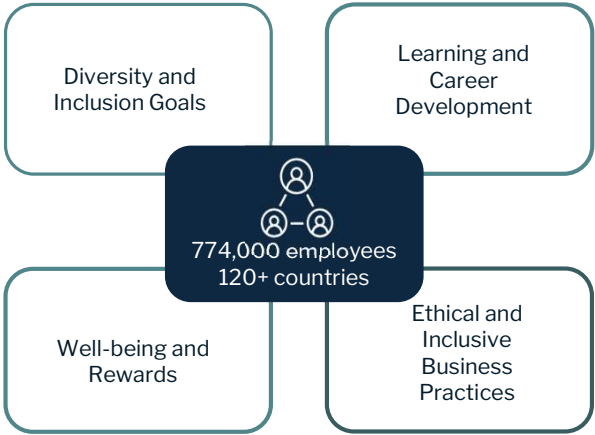 Diversity and
Inclusion Goals
Learning and
Career
Development
774,000 employees
120+ countries
Well-being and
Rewards
Ethical and
Inclusive
Business
Practices